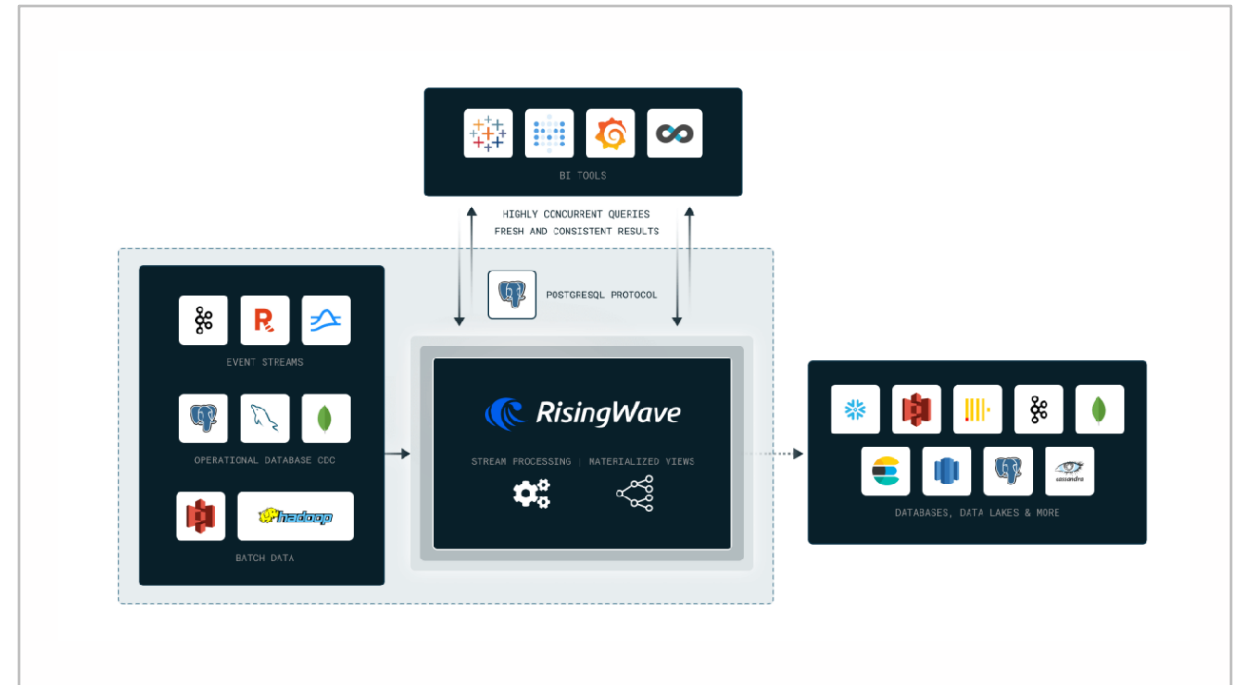 BI TOOLS
HIGHLY CONCURRENT QUERIES
FRESH AND CONSISTENT RESULTS
POSTGRESQL PROTOCOL
R
EVENT STREAMS
OPERATIONAL DATABASE CDC
hadoop
BATCH DATA
RisingWave
STREAM PROCESSING | MATERIALIZED VIEWS
cassandra
DATABASES, DATA LAKES & MORE